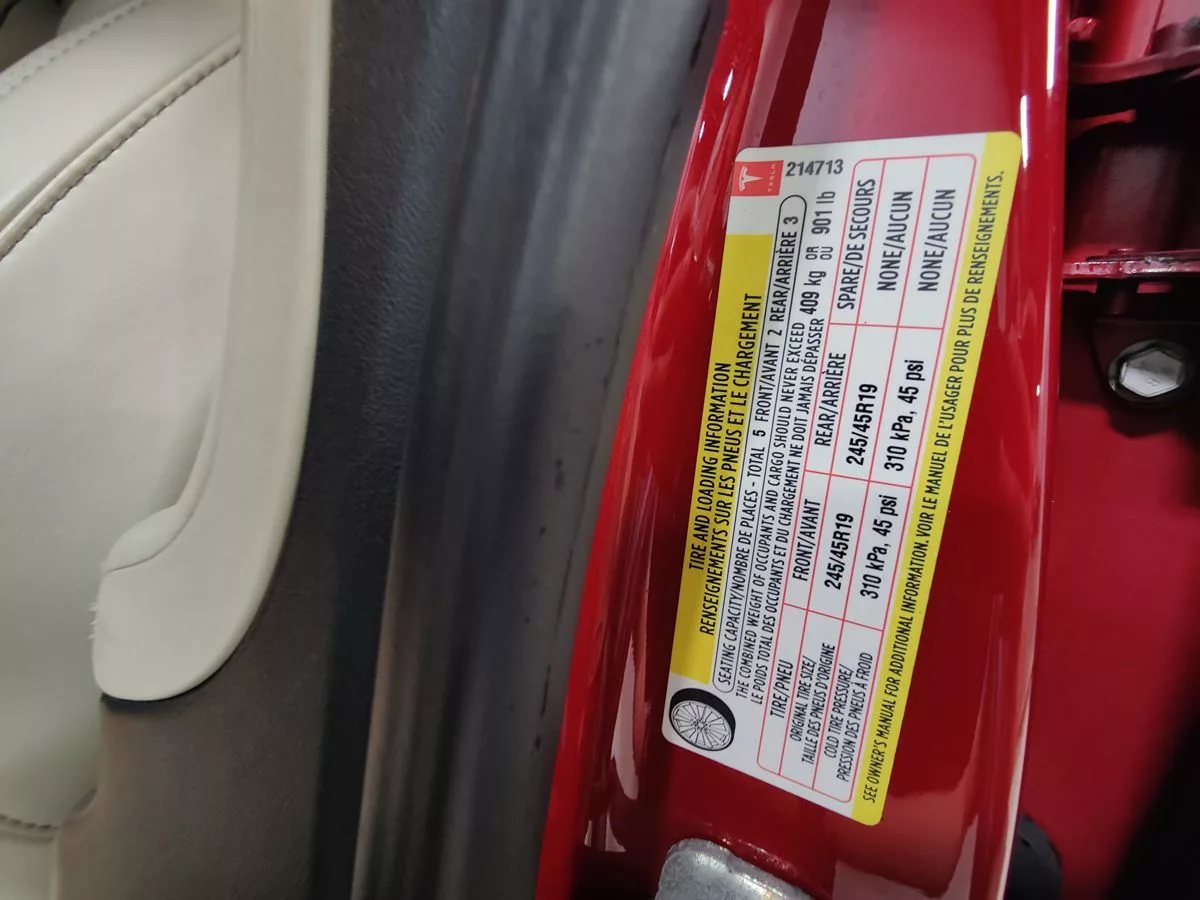 TESLA
214713
TIRE AND LOADING INFORMATION
RENSEIGNEMENTS SUR LES PNEUS ET LE CHARGEMENT
SEATING CAPACITY/NOMBRE DE PLACES - TOTAL 5 FRONT/AVANT 2 REAR/ARRIÈRE 3
THE COMBINED WEIGHT OF OCCUPANTS AND CARGO SHOULD NEVER EXCEED 409 kg OR 901 lb
LE POIDS TOTAL DES OCCUPANTS ET DU CHARGEMENT NE DOIT JAMAIS DÉPASSER OU
TIRE/PNEU FRONT/AVANT REAR/ARRIÈRE SPARE/DE SECOURS
ORIGINAL TIRE SIZE/ 245/45R19 245/45R19 NONE/AUCUN
TAILLE DES PNEUS D'ORIGINE
COLD TIRE PRESSURE/ 310 kPa, 45 psi 310 kPa, 45 psi NONE/AUCUN
PRESSION DES PNEUS A FROID
SEE OWNER'S MANUAL FOR ADDITIONAL INFORMATION. VOIR LE MANUEL DE L'USAGER POUR PLUS DE RENSEIGNEMENTS.